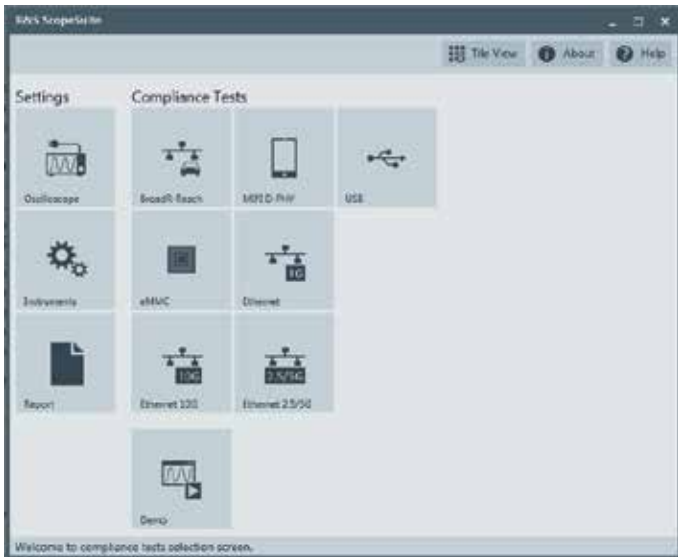 R&S ScopeSuite
Tile View About Help
Settings Compliance Tests
Oscilloscope BroadR-Reach MIPI D-PHY USB
1G
Instruments eMMC Ethernet
10G 2.5/5G
Report Ethernet 10G Ethernet 2.5/5G
Demo
Welcome to compliance tests selection screen.